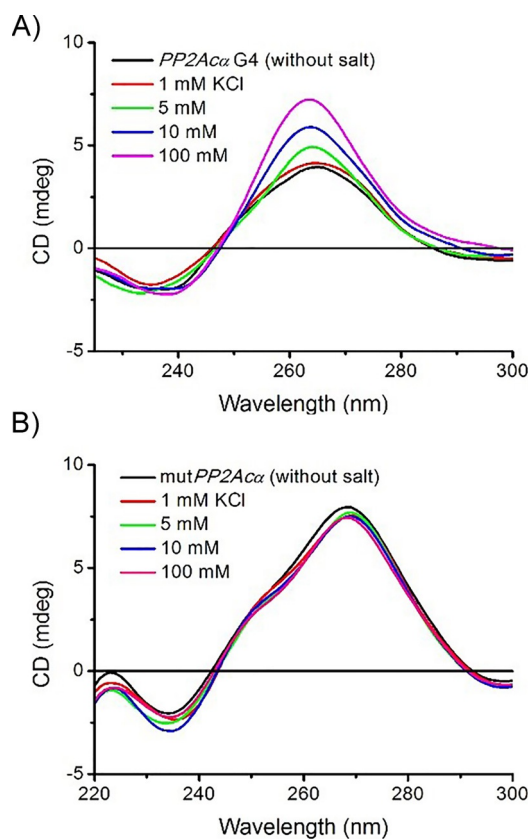 A)
10
PP2Acα G4 (without salt)
1 mM KCl
5 mM
10 mM
100 mM
5
0
-5
CD (mdeg)
240 260 280 300
Wavelength (nm)
B)
10
mutPP2Acα (without salt)
1 mM KCl
5 mM
10 mM
100 mM
5
0
-5
CD (mdeg)
220 240 260 280 300
Wavelength (nm)